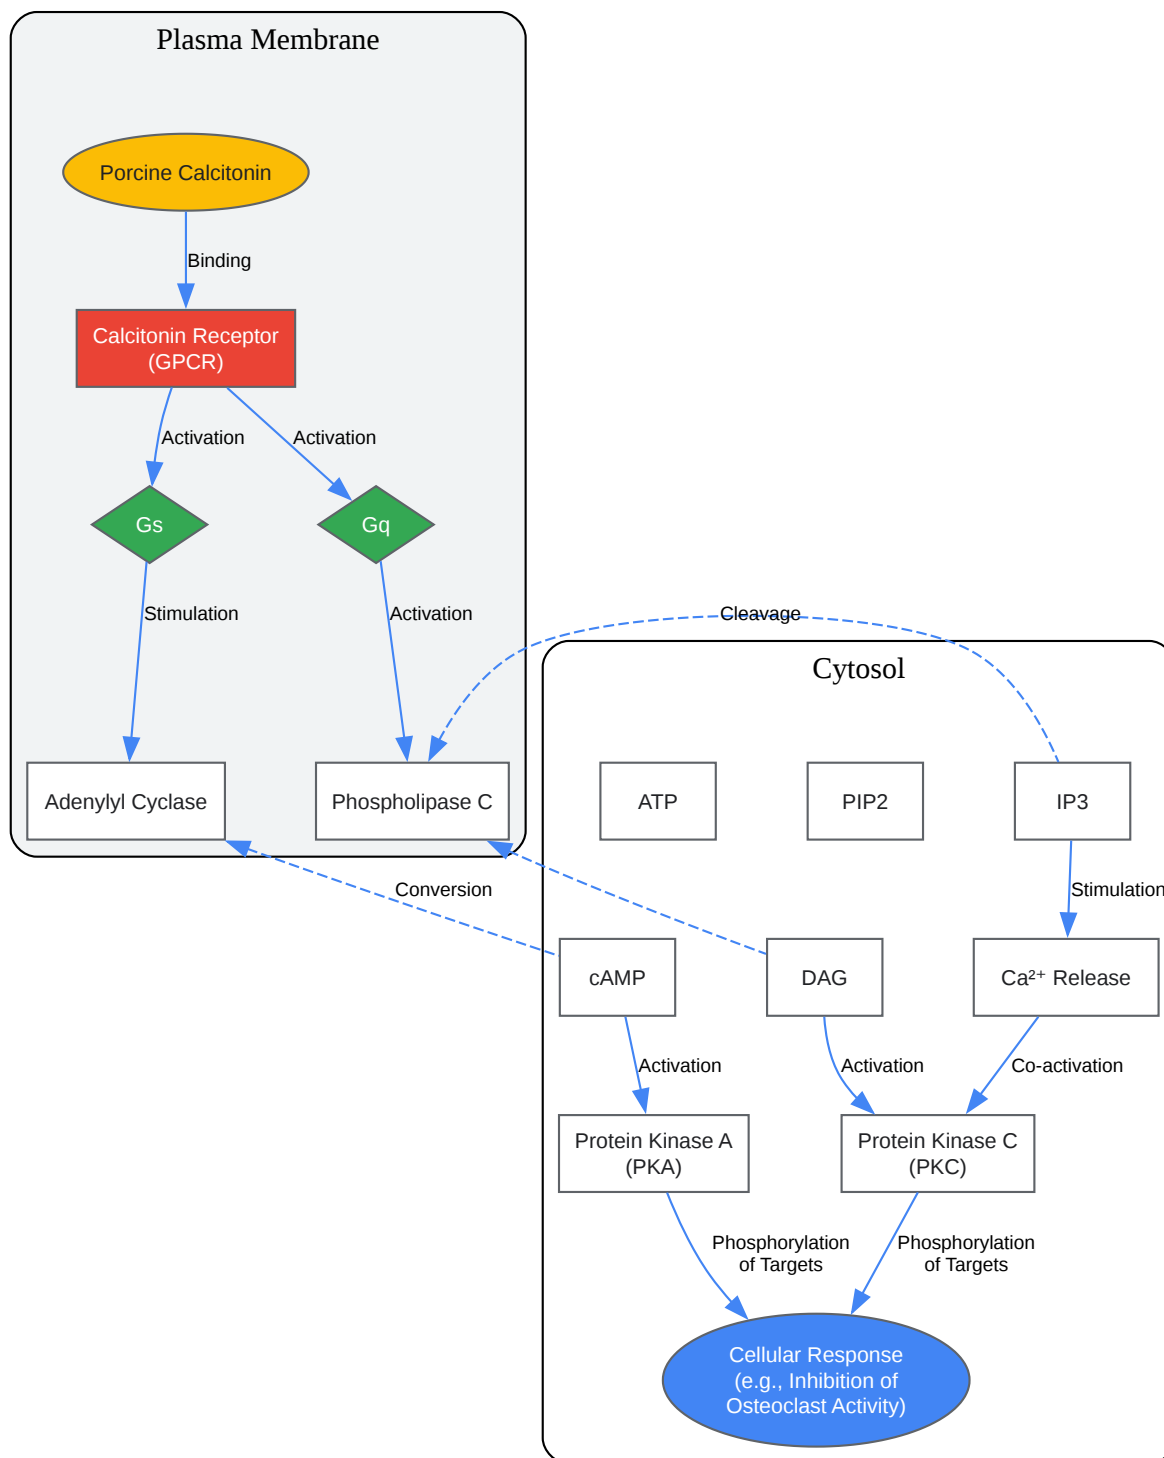 Plasma Membrane
Porcine Calcitonin
Binding
Calcitonin Receptor
(GPCR)
Activation
Activation
Gs
Gq
Stimulation
Activation
Cleavage
Cytosol
Adenylyl Cyclase
Phospholipase C
ATP
PIP2
IP3
Conversion
Stimulation
cAMP
DAG
Ca²⁺ Release
Activation
Activation
Co-activation
Protein Kinase A
(PKA)
Protein Kinase C
(PKC)
Phosphorylation
of Targets
Phosphorylation
of Targets
Cellular Response
(e.g., Inhibition of
Osteoclast Activity)